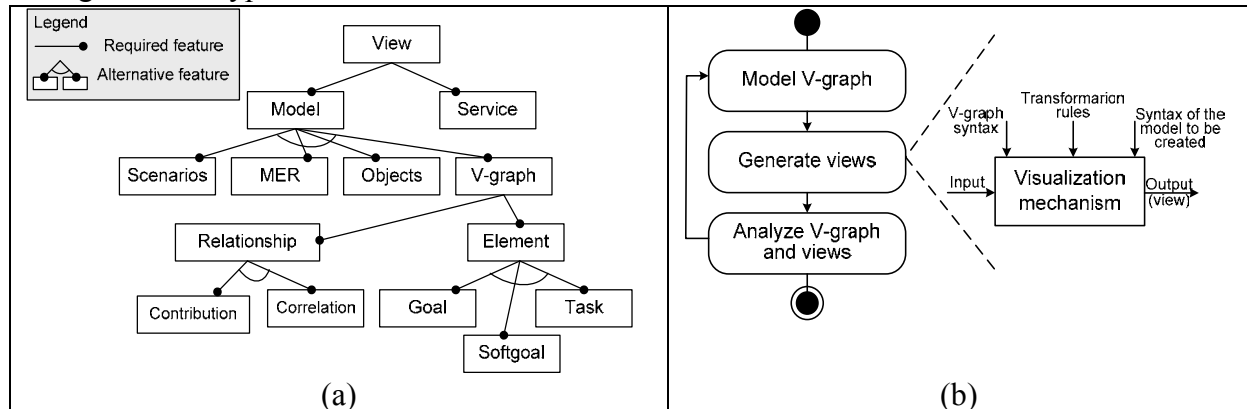 Legend
Required feature
Alternative feature
View
Model
Service
Scenarios
MER
Objects
V-graph
Relationship
Element
Contribution
Correlation
Goal
Task
Softgoal
(a)
Model V-graph
Generate views
Analyze V-graph
and views
V-graph
syntax
Transformarion
rules
Syntax of the
model to be
created
Input
Visualization
mechanism
Output
(view)
(b)